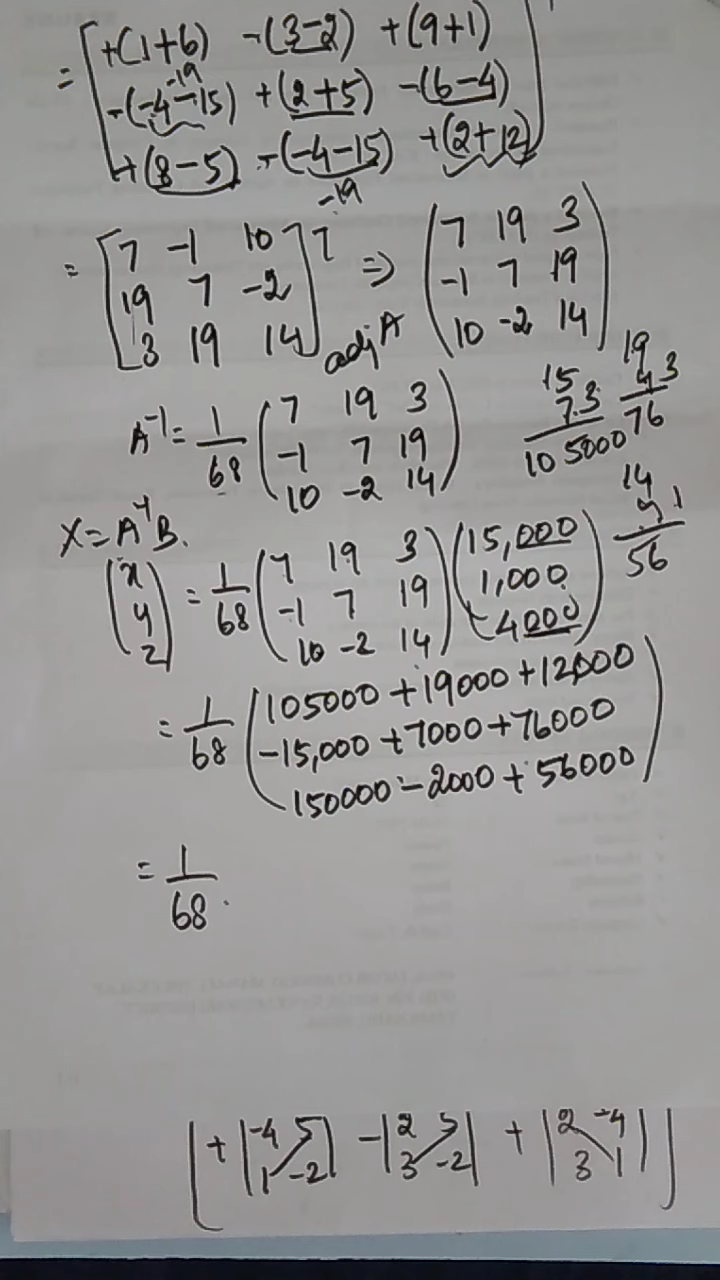 = [ +(1+6) -(3-2) +(9+1)
-(-4-15) +(2+5) -(6-4)
-19
+(8-5) -(-4-15) +(2+12) ]
-19
= [ 7 -1 10
19 7 -2
3 19 14 ]T ⇒ ( 7 19 3
-1 7 19
10 -2 14 )
adj A
A⁻¹ = 1/68 ( 7 19 3
-1 7 19
10 -2 14 )
15
7.3
105000
19
4 3
76
X = A⁻¹B.
14
4 1
56
( x
y
z ) = 1/68 ( 7 19 3
-1 7 19
10 -2 14 ) ( 15,000
1,000
4000 )
= 1/68 ( 105000 + 19000 + 12000
-15,000 + 7000 + 76000
150000 - 2000 + 56000 )
= 1/68.
[ + | -4 5
1 -2 | - | 2 5
3 -2 | + | 2 -4
3 1 | ]